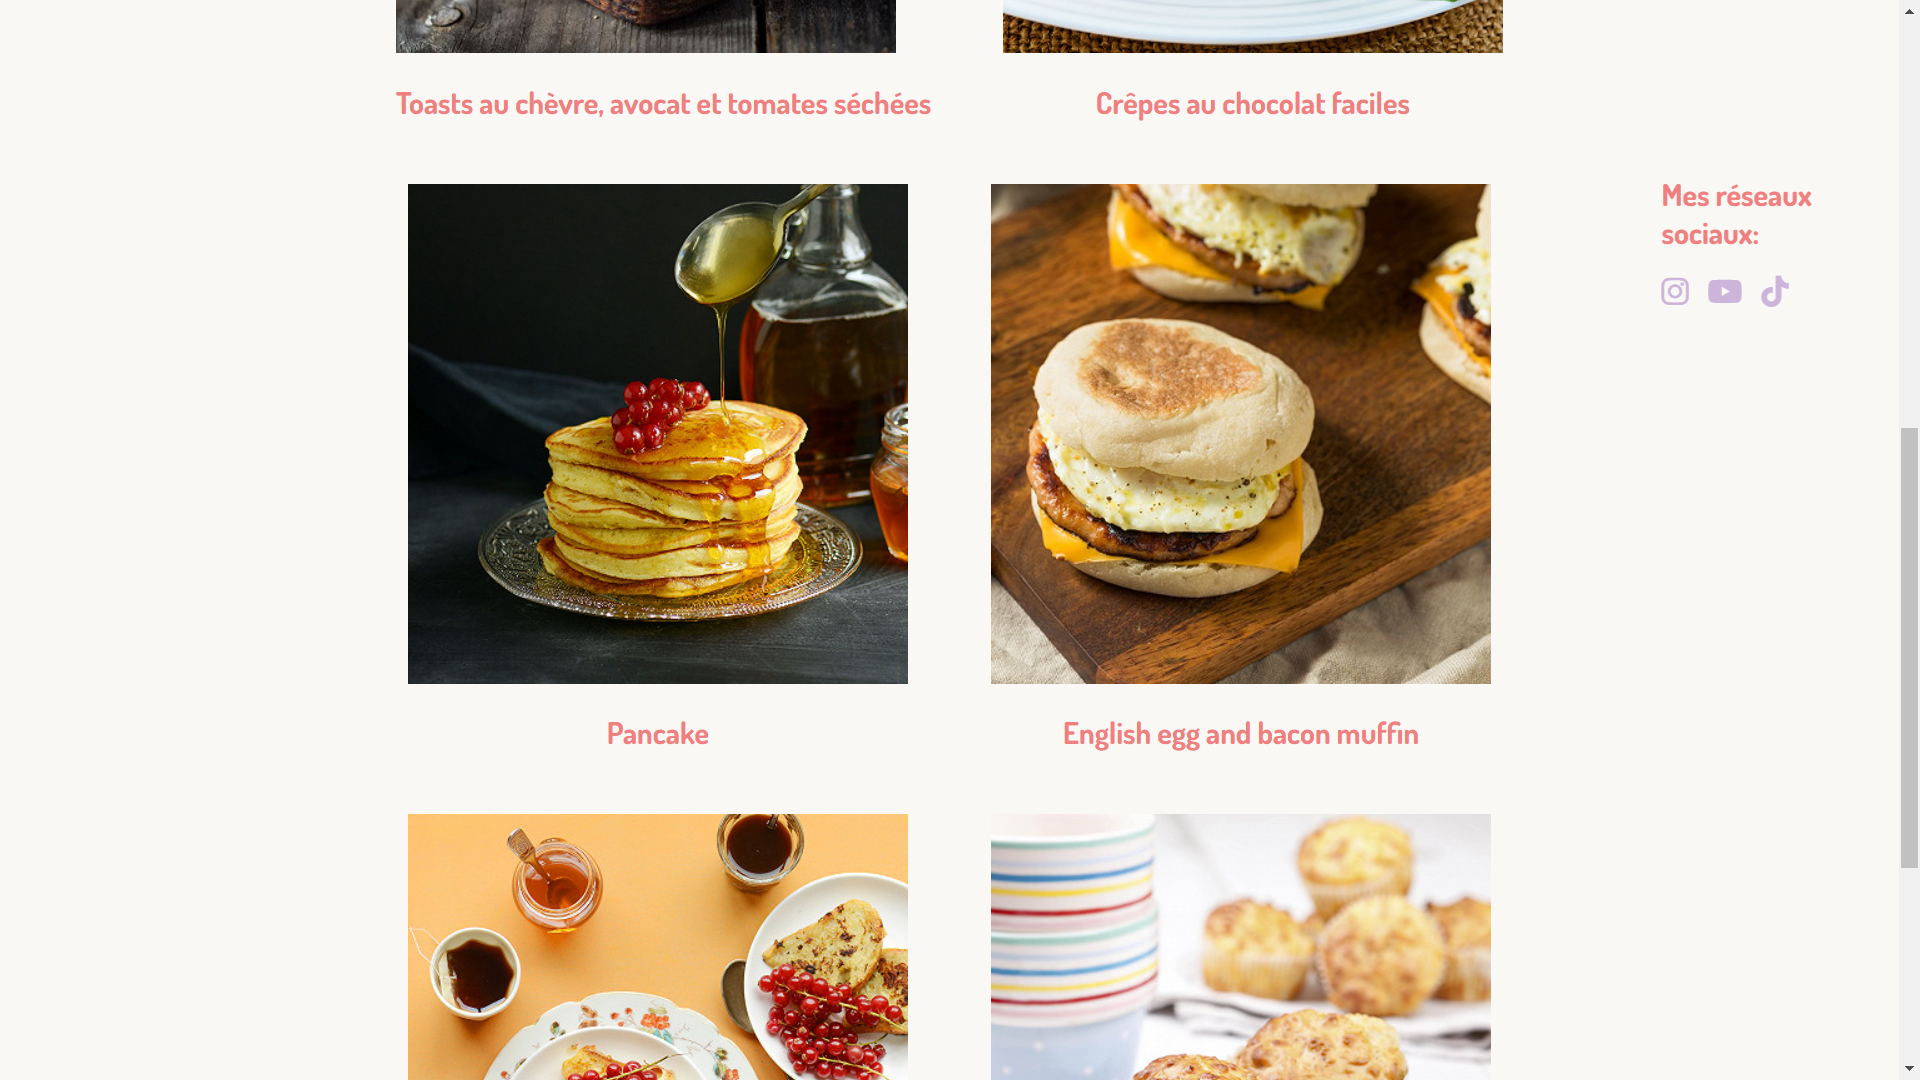 Toasts au chèvre, avocat et tomates séchées
Crêpes au chocolat faciles
Mes réseaux
sociaux:
Pancake
English egg and bacon muffin